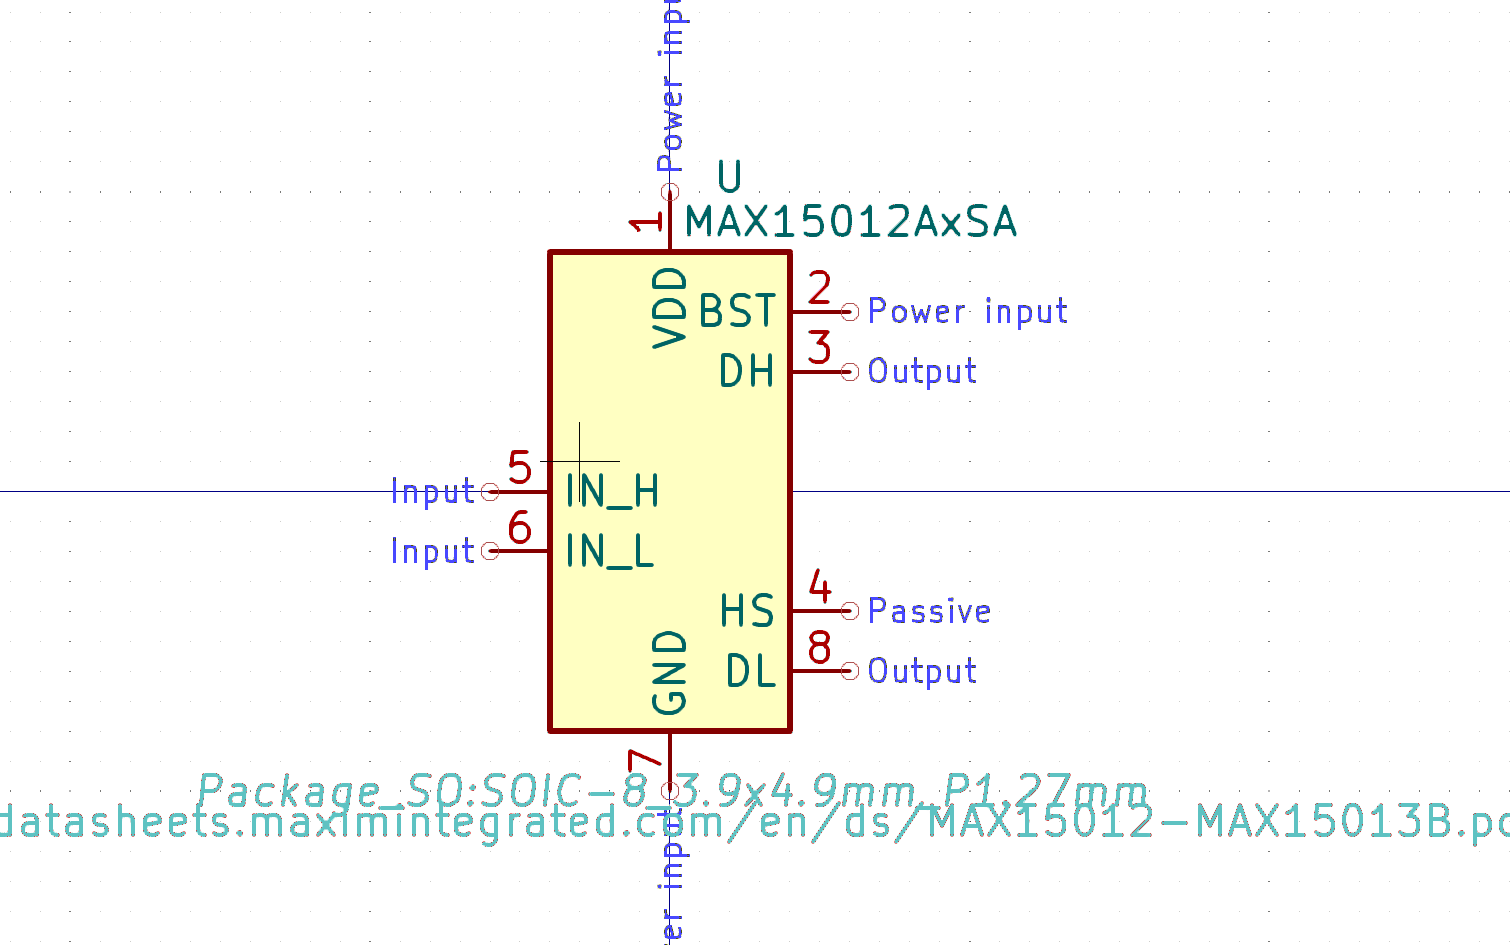 Power inpu
U
1
MAX15012AxSA
VDD
BST 2 Power input
DH 3 Output
Input 5 IN_H
Input 6 IN_L
HS 4 Passive
DL 8 Output
GND
7
Package_SO:SOIC-8_3.9x4.9mm_P1.27mm
datasheets.maximintegrated.com/en/ds/MAX15012-MAX15013B.pd
er input